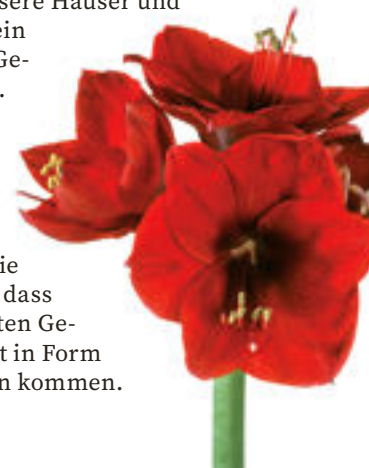 sere Häuser und
ein
Ge-
.
ie
dass
ten Ge-
t in Form
n kommen.